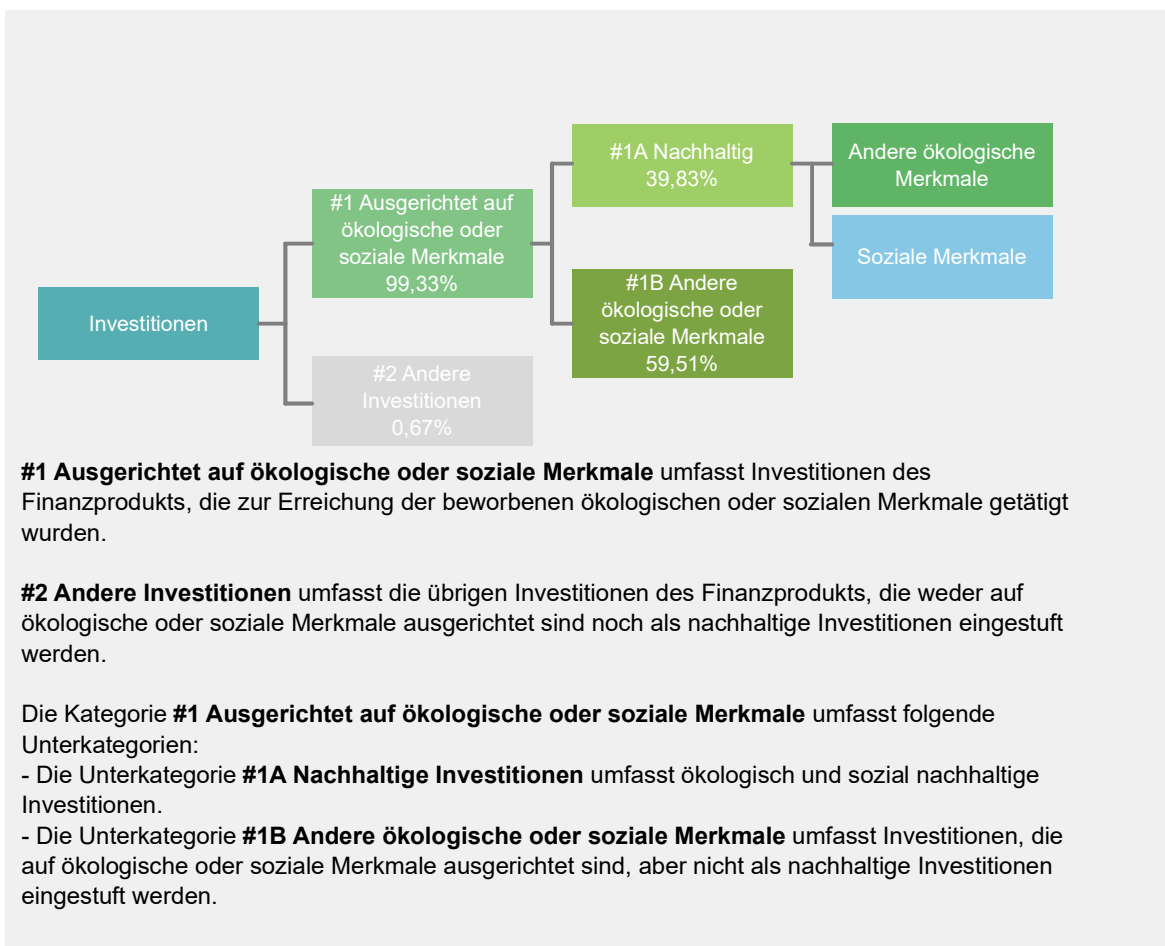 #1A Nachhaltig
39,83%
Andere ökologische
Merkmale
#1 Ausgerichtet auf
ökologische oder
soziale Merkmale
99,33%
Soziale Merkmale
#1B Andere
ökologische oder
soziale Merkmale
59,51%
Investitionen
#2 Andere
Investitionen
0,67%
#1 Ausgerichtet auf ökologische oder soziale Merkmale umfasst Investitionen des
Finanzprodukts, die zur Erreichung der beworbenen ökologischen oder sozialen Merkmale getätigt
wurden.
#2 Andere Investitionen umfasst die übrigen Investitionen des Finanzprodukts, die weder auf
ökologische oder soziale Merkmale ausgerichtet sind noch als nachhaltige Investitionen eingestuft
werden.
Die Kategorie #1 Ausgerichtet auf ökologische oder soziale Merkmale umfasst folgende
Unterkategorien:
- Die Unterkategorie #1A Nachhaltige Investitionen umfasst ökologisch und sozial nachhaltige
Investitionen.
- Die Unterkategorie #1B Andere ökologische oder soziale Merkmale umfasst Investitionen, die
auf ökologische oder soziale Merkmale ausgerichtet sind, aber nicht als nachhaltige Investitionen
eingestuft werden.